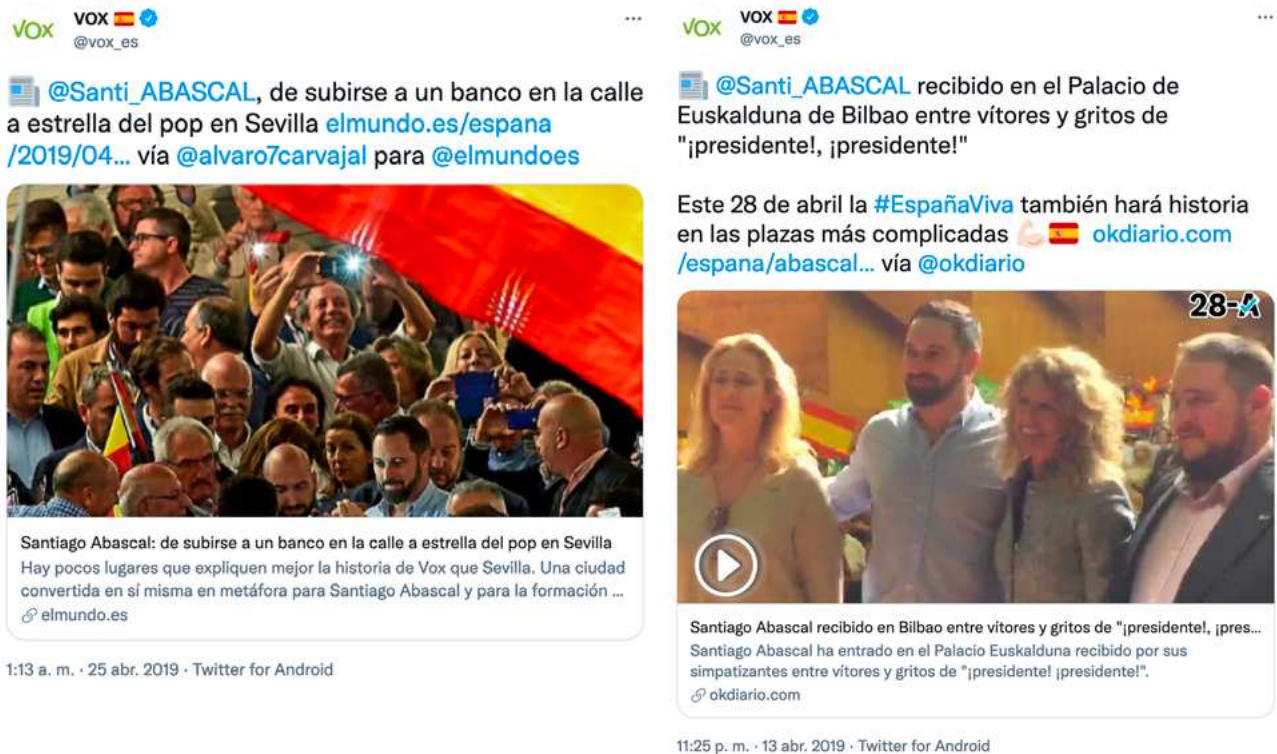 VOX
VOX
@vox_es
@Santi_ABASCAL, de subirse a un banco en la calle
a estrella del pop en Sevilla elmundo.es/espana
/2019/04... vía @alvaro7carvajal para @elmundoes
Santiago Abascal: de subirse a un banco en la calle a estrella del pop en Sevilla
Hay pocos lugares que expliquen mejor la historia de Vox que Sevilla. Una ciudad
convertida en sí misma en metáfora para Santiago Abascal y para la formación ...
elmundo.es
1:13 a. m. · 25 abr. 2019 · Twitter for Android
VOX
VOX
@vox_es
@Santi_ABASCAL recibido en el Palacio de
Euskalduna de Bilbao entre vítores y gritos de
"¡presidente!, ¡presidente!"
Este 28 de abril la #EspañaViva también hará historia
en las plazas más complicadas okdiario.com
/espana/abascal... vía @okdiario
28-A
Santiago Abascal recibido en Bilbao entre vítores y gritos de "¡presidente!, ¡pres...
Santiago Abascal ha entrado en el Palacio Euskalduna recibido por sus
simpatizantes entre vítores y gritos de "¡presidente! ¡presidente!".
okdiario.com
11:25 p. m. · 13 abr. 2019 · Twitter for Android